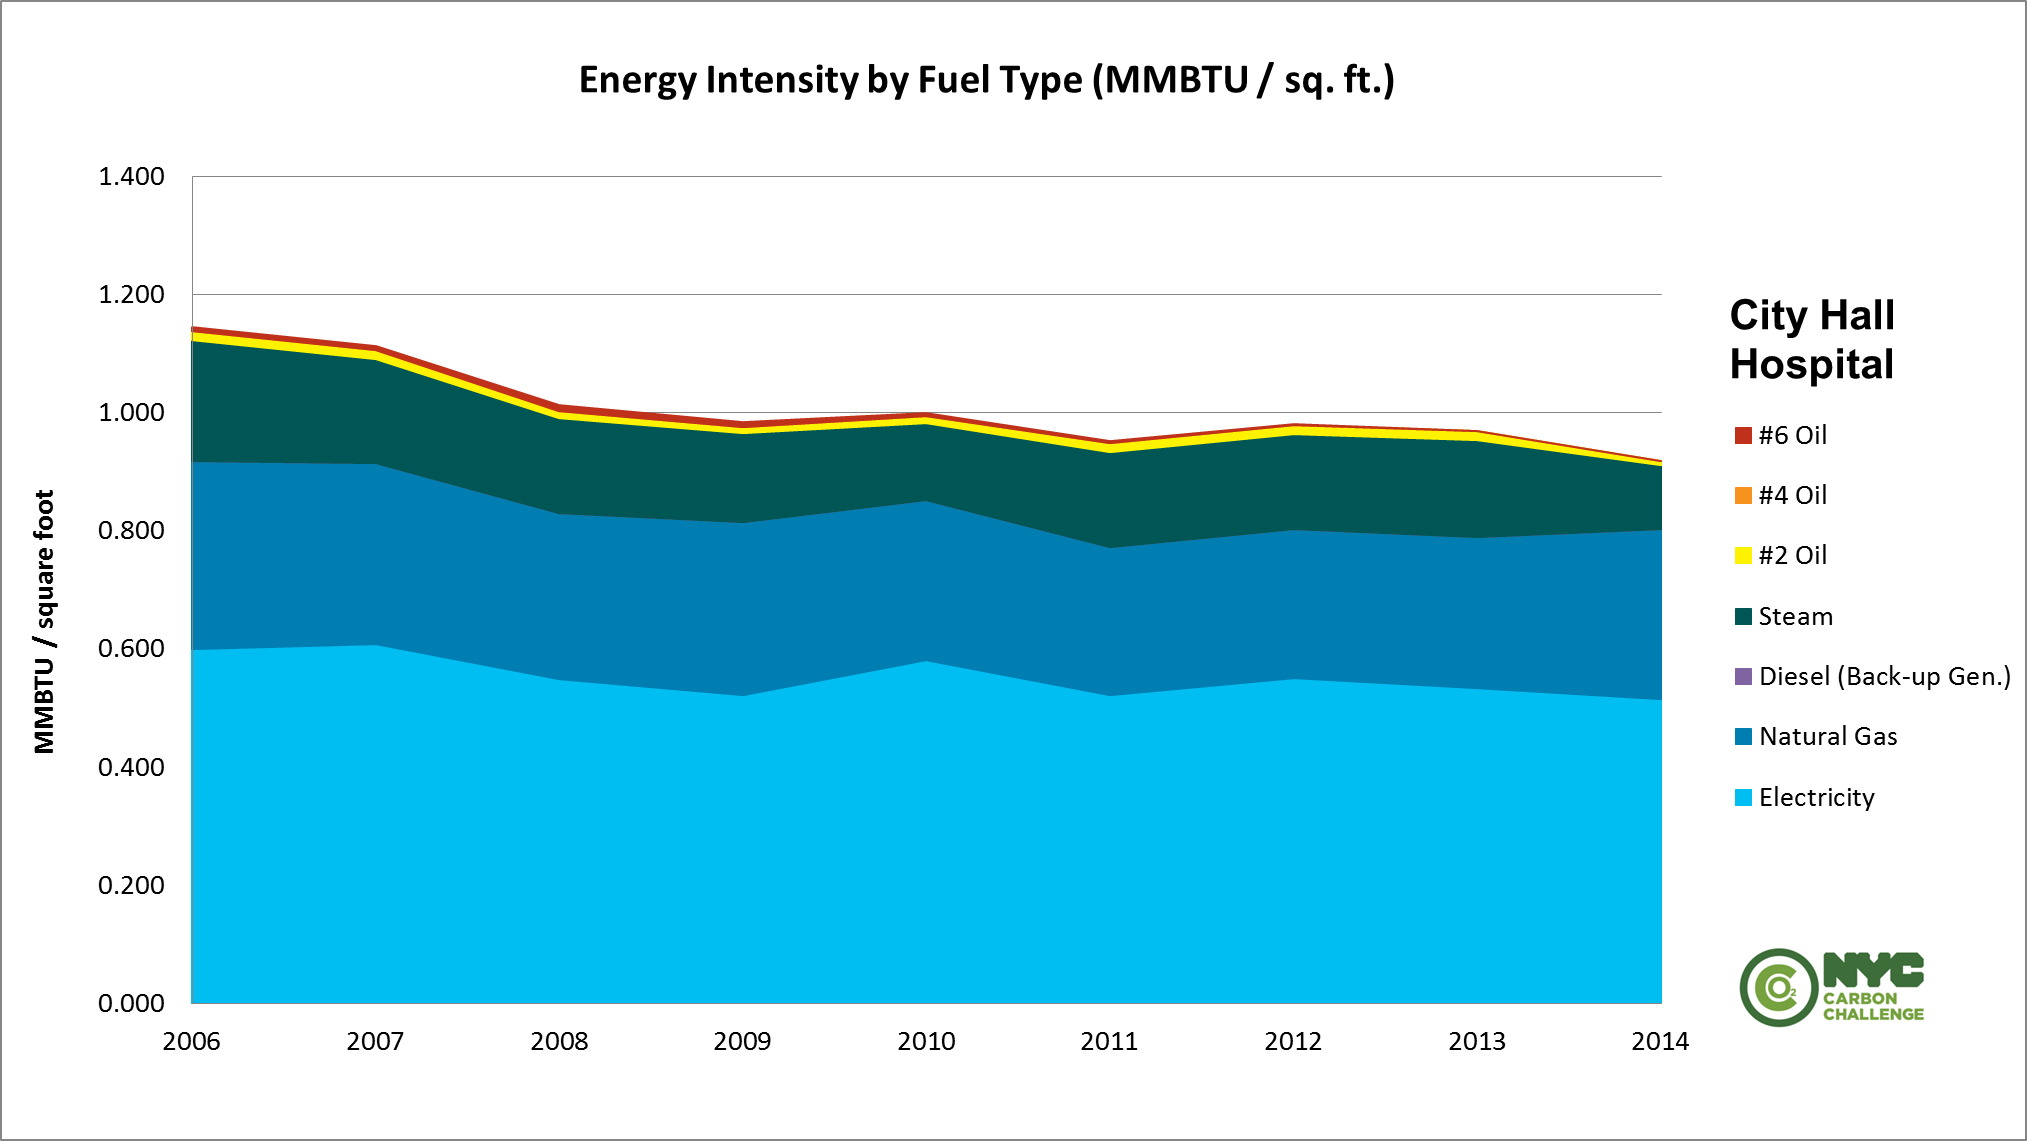 Energy Intensity by Fuel Type (MMBTU / sq. ft.)
MMBTU / square foot
1.400
1.200
1.000
0.800
0.600
0.400
0.200
0.000
2006 2007 2008 2009 2010 2011 2012 2013 2014
City Hall
Hospital
#6 Oil
#4 Oil
#2 Oil
Steam
Diesel (Back-up Gen.)
Natural Gas
Electricity
CO2
NYC
CARBON
CHALLENGE